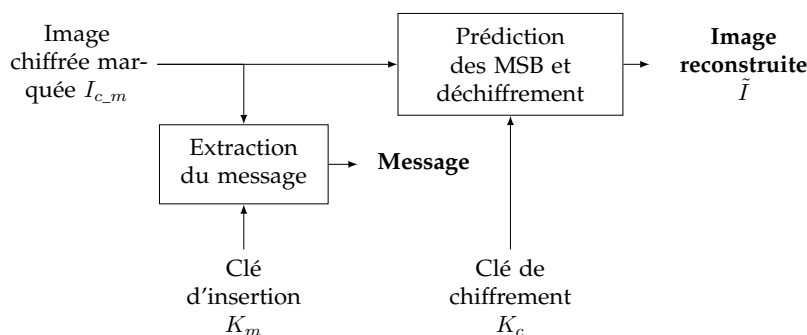 Image
chiffrée mar-
quée I_{c_m}
Prédiction
des MSB et
déchiffrement
Image
reconstruite
Ĩ
Extraction
du message
Message
Clé
d'insertion
K_m
Clé de
chiffrement
K_c